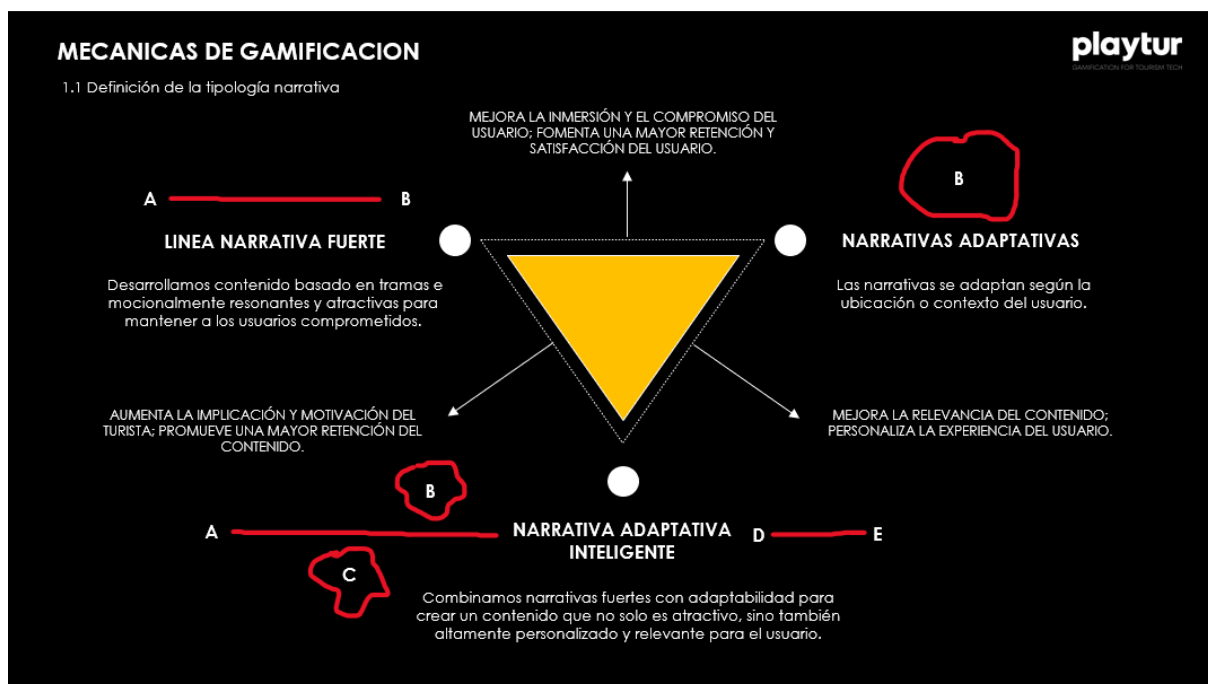 MECANICAS DE GAMIFICACION
playtur
GAMIFICATION FOR TOURISM TECH
1.1 Definición de la tipología narrativa
MEJORA LA INMERSIÓN Y EL COMPROMISO DEL
USUARIO; FOMENTA UNA MAYOR RETENCIÓN Y
SATISFACCIÓN DEL USUARIO.
A B
LINEA NARRATIVA FUERTE
Desarrollamos contenido basado en tramas e
mocionalmente resonantes y atractivas para
mantener a los usuarios comprometidos.
B
NARRATIVAS ADAPTATIVAS
Las narrativas se adaptan según la
ubicación o contexto del usuario.
AUMENTA LA IMPLICACIÓN Y MOTIVACIÓN DEL
TURISTA; PROMUEVE UNA MAYOR RETENCIÓN DEL
CONTENIDO.
MEJORA LA RELEVANCIA DEL CONTENIDO;
PERSONALIZA LA EXPERIENCIA DEL USUARIO.
B
A
C
NARRATIVA ADAPTATIVA
INTELIGENTE
D E
Combinamos narrativas fuertes con adaptabilidad para
crear un contenido que no solo es atractivo, sino también
altamente personalizado y relevante para el usuario.